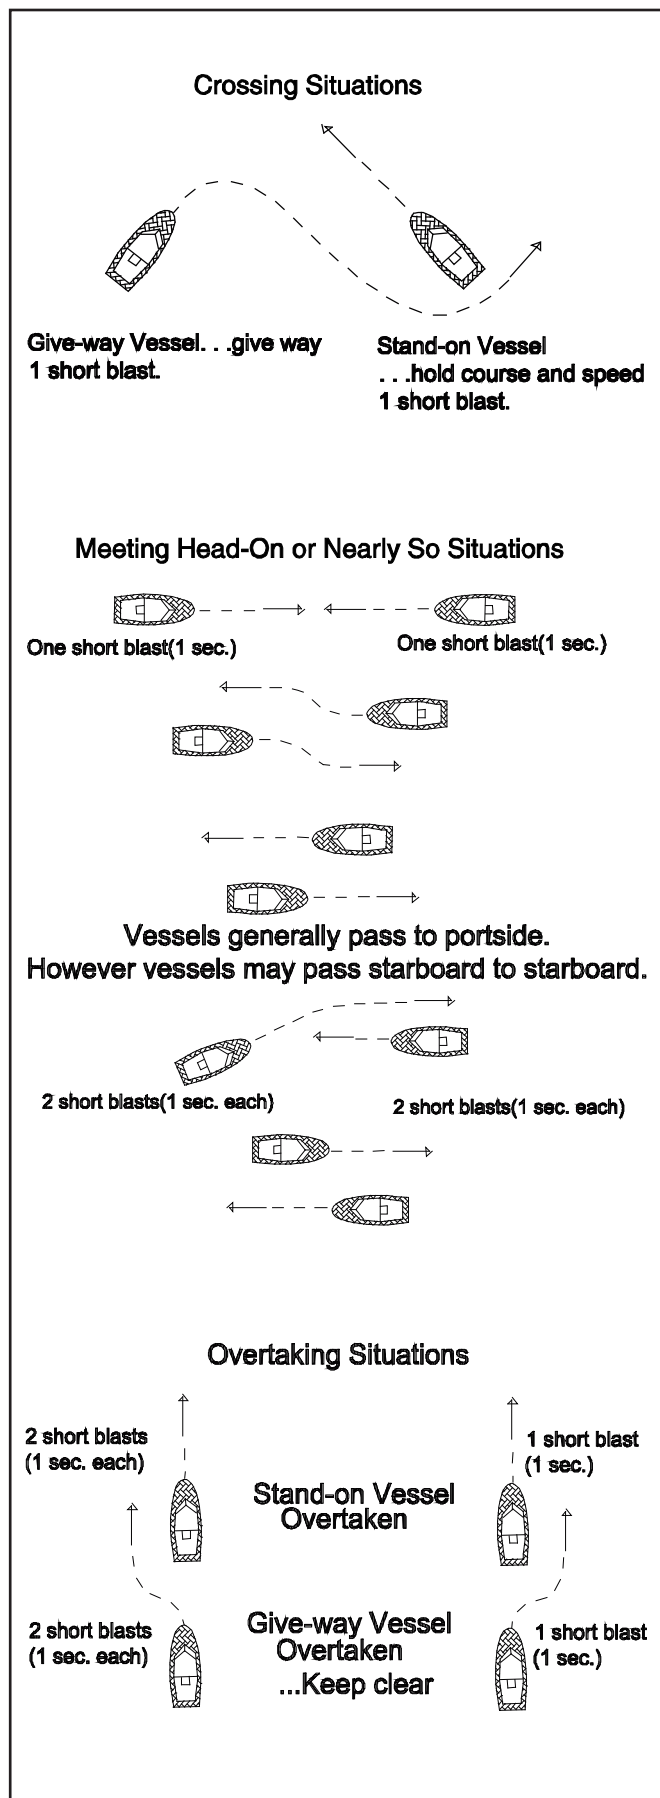 Crossing Situations
Give-way Vessel. . .give way
1 short blast.
Stand-on Vessel
. . .hold course and speed
1 short blast.
Meeting Head-On or Nearly So Situations
One short blast(1 sec.)
One short blast(1 sec.)
Vessels generally pass to portside.
However vessels may pass starboard to starboard.
2 short blasts(1 sec. each)
2 short blasts(1 sec. each)
Overtaking Situations
2 short blasts
(1 sec. each)
1 short blast
(1 sec.)
Stand-on Vessel
Overtaken
2 short blasts
(1 sec. each)
Give-way Vessel
Overtaken
...Keep clear
1 short blast
(1 sec.)